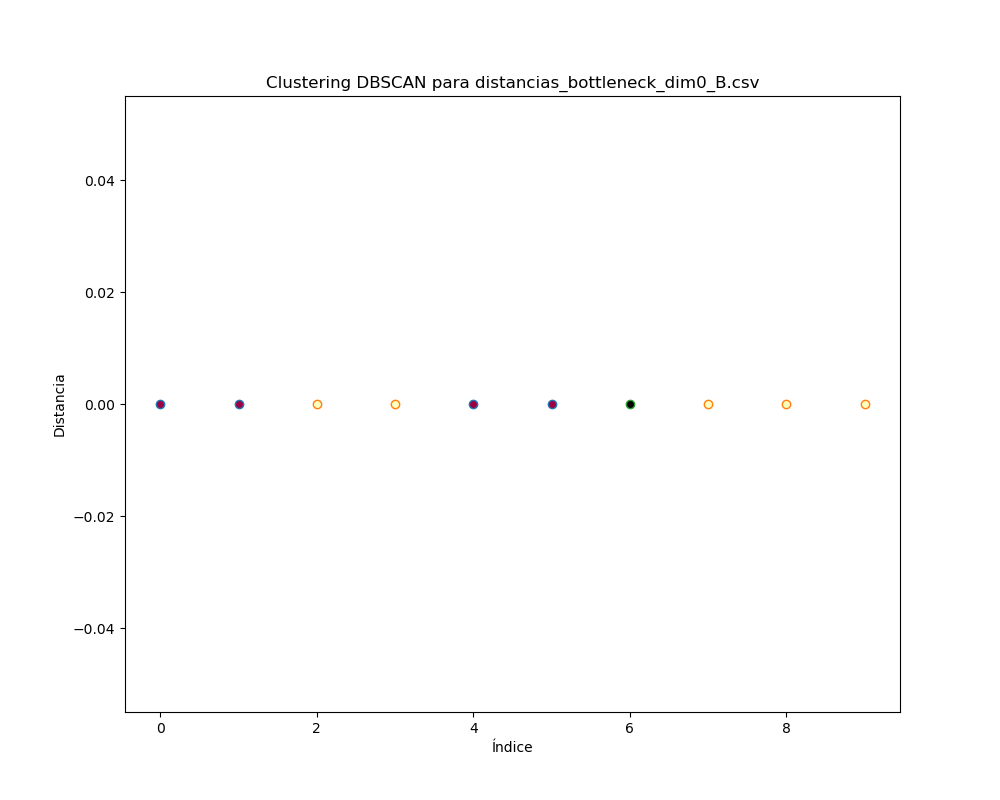 Clustering DBSCAN para distancias_bottleneck_dim0_B.csv
0.04
0.02
0.00
−0.02
−0.04
Distancia
0 2 4 6 8
Índice